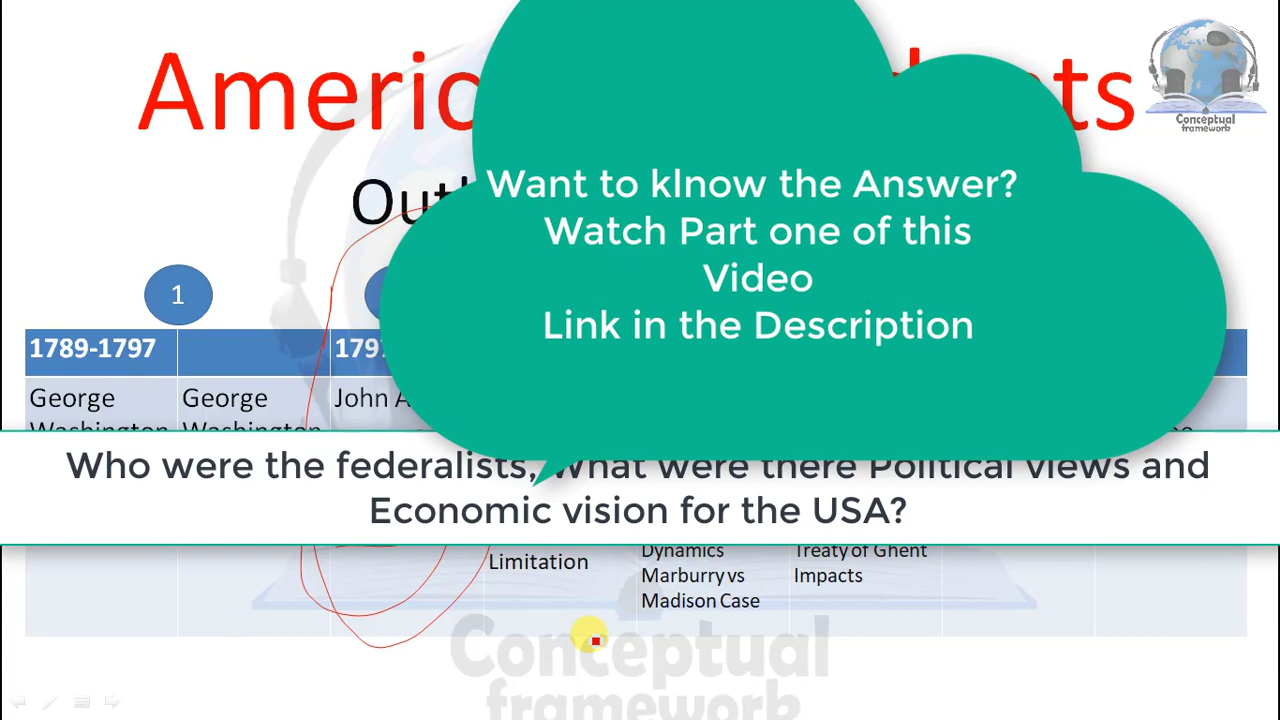 Americ
ts
Conceptual
framework
Out
Want to klnow the Answer?
Watch Part one of this
Video
Link in the Description
1
1789-1797
George
George
John A
Washington
Washington
Who were the federalists, What were there Political views and
Economic vision for the USA?
Limitation
Dynamics
Marburry vs
Madison Case
Treaty of Ghent
Impacts
Conceptual
framework